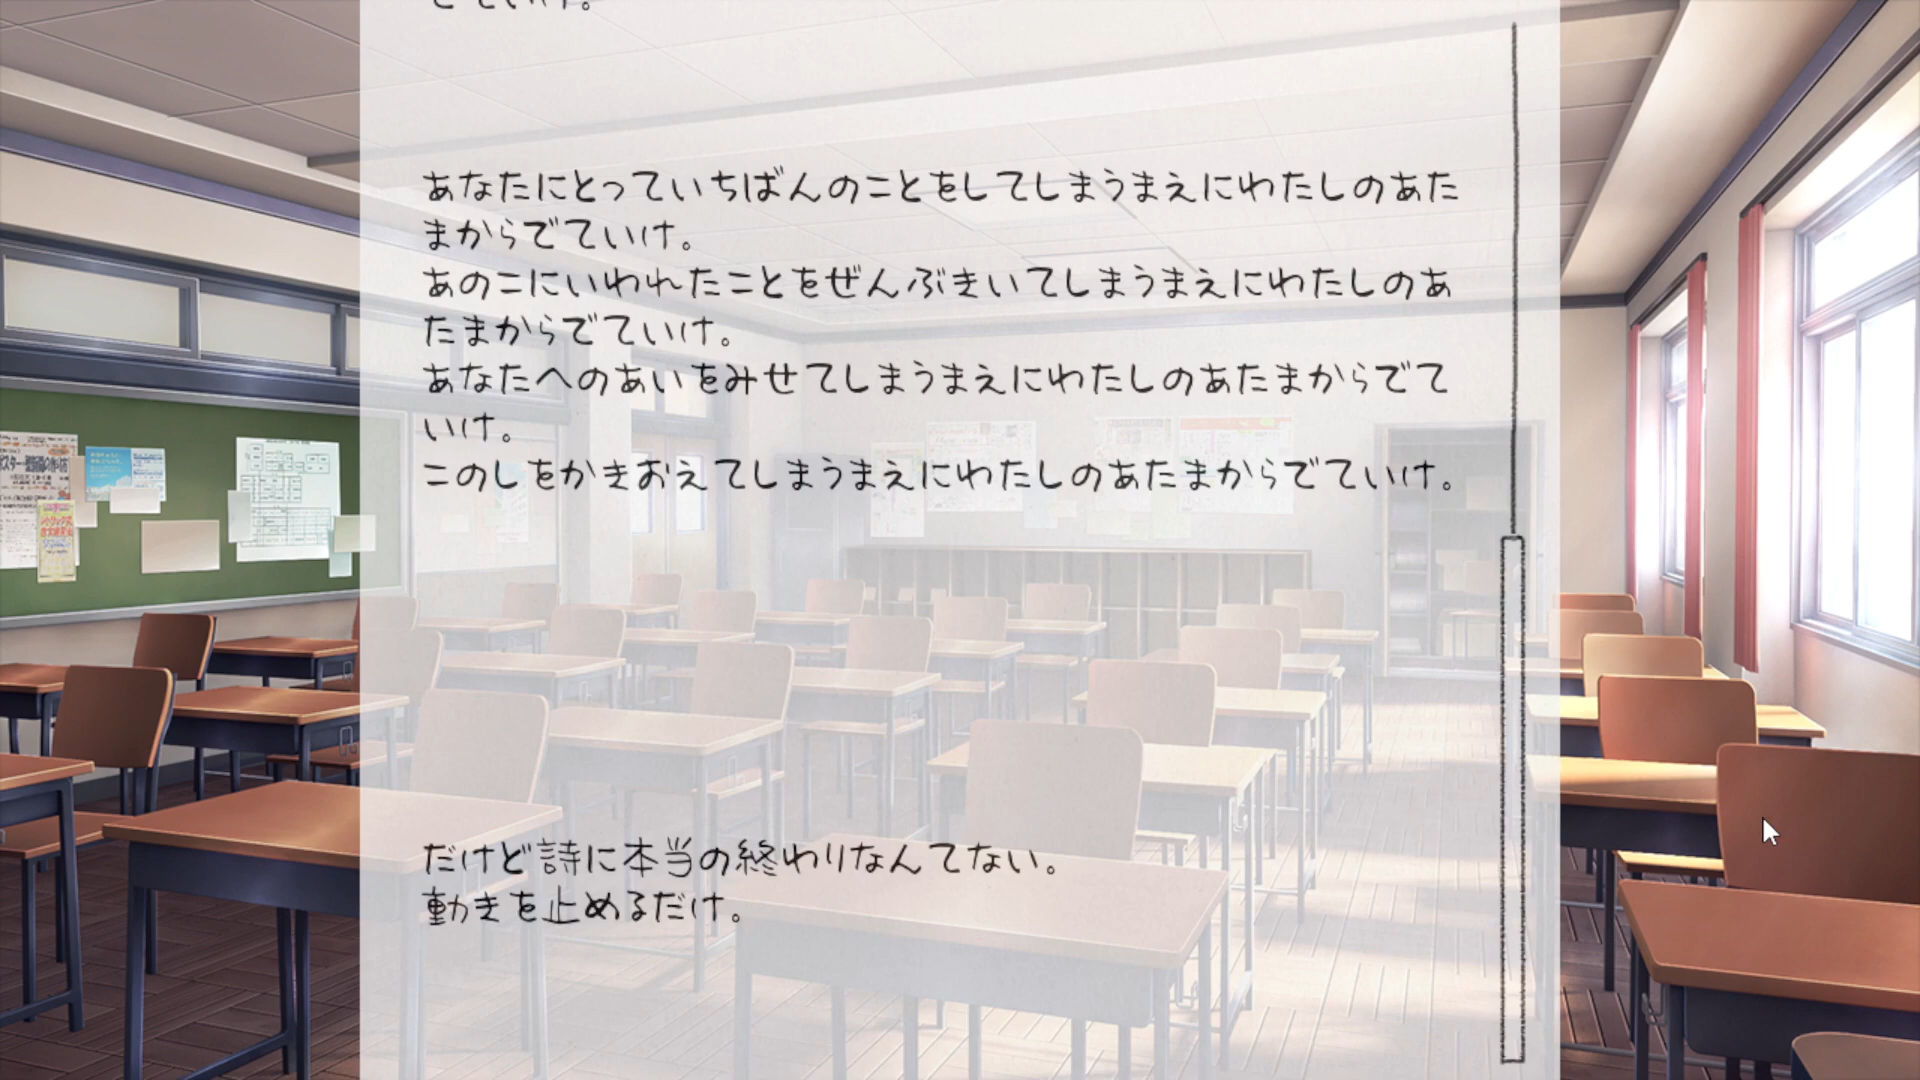 でていけ。
あなたにとっていちばんのことをしてしまうまえにわたしのあた
まからでていけ。
あのこにいわれたことをぜんぶきいてしまうまえにわたしのあ
たまからでていけ。
あなたへのあいをみせてしまうまえにわたしのあたまからでて
いけ。
このしをかきおえてしまうまえにわたしのあたまからでていけ。
だけど詩に本当の終わりなんてない。
動きを止めるだけ。